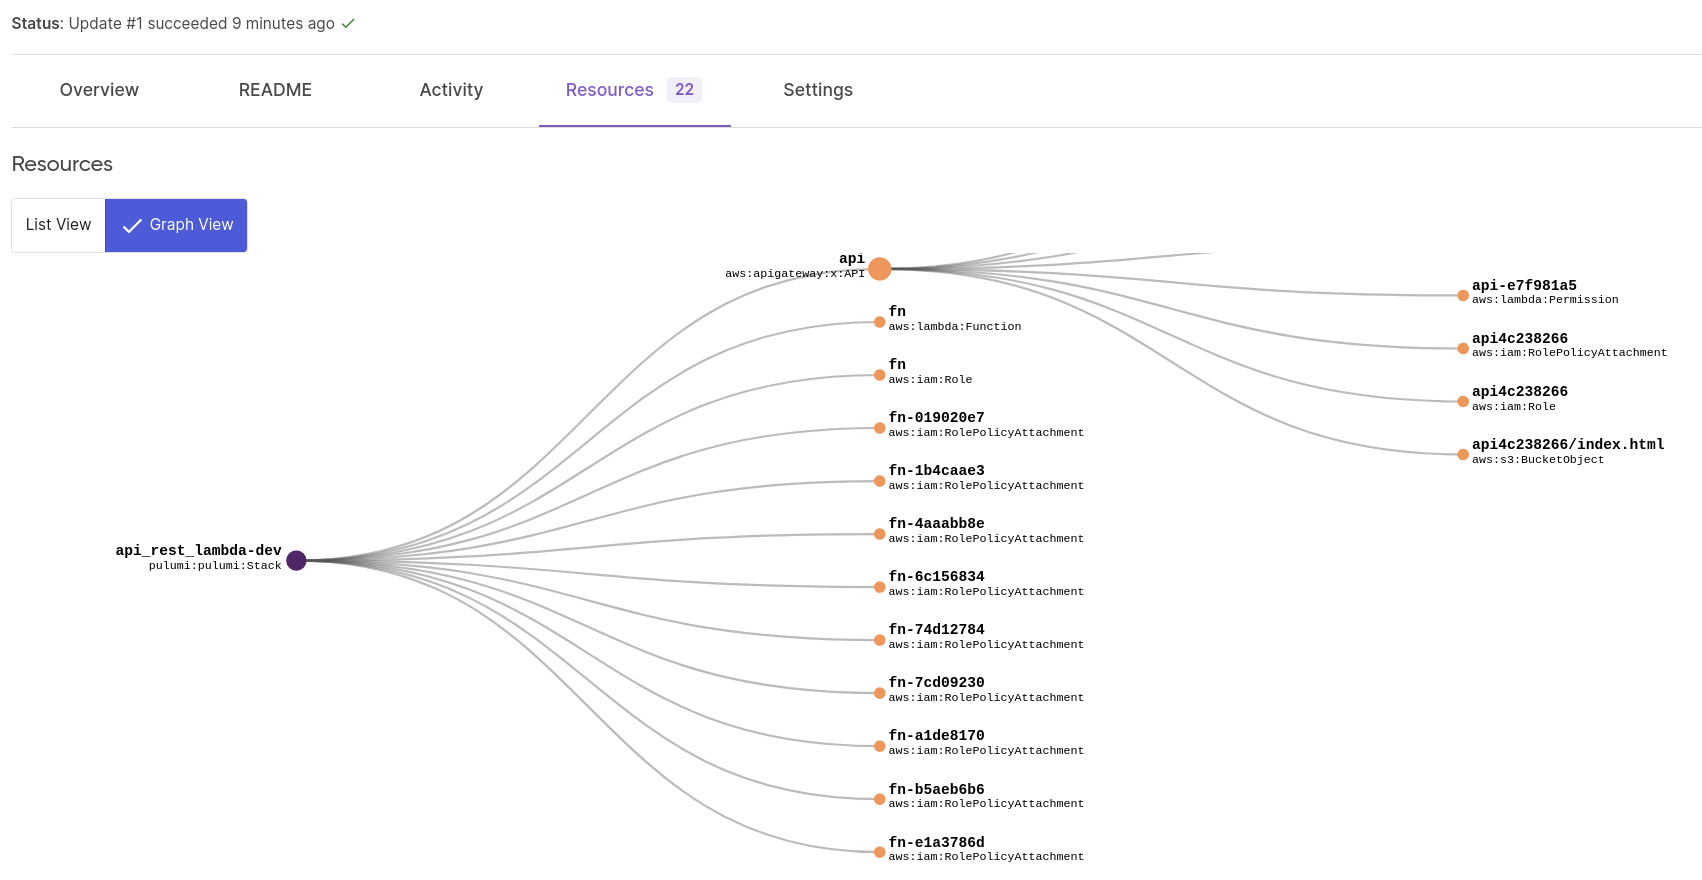 Status: Update #1 succeeded 9 minutes ago
Overview README Activity Resources 22 Settings
Resources
List View Graph View
api
aws:apigateway:x:API
fn
aws:lambda:Function
fn
aws:iam:Role
fn-019020e7
aws:iam:RolePolicyAttachment
fn-1b4caae3
aws:iam:RolePolicyAttachment
fn-4aaabb8e
aws:iam:RolePolicyAttachment
fn-6c156834
aws:iam:RolePolicyAttachment
fn-74d12784
aws:iam:RolePolicyAttachment
fn-7cd09230
aws:iam:RolePolicyAttachment
fn-a1de8170
aws:iam:RolePolicyAttachment
fn-b5aeb6b6
aws:iam:RolePolicyAttachment
fn-e1a3786d
aws:iam:RolePolicyAttachment
api_rest_lambda-dev
pulumi:pulumi:Stack
api-e7f981a5
aws:lambda:Permission
api4c238266
aws:iam:RolePolicyAttachment
api4c238266
aws:iam:Role
api4c238266/index.html
aws:s3:BucketObject